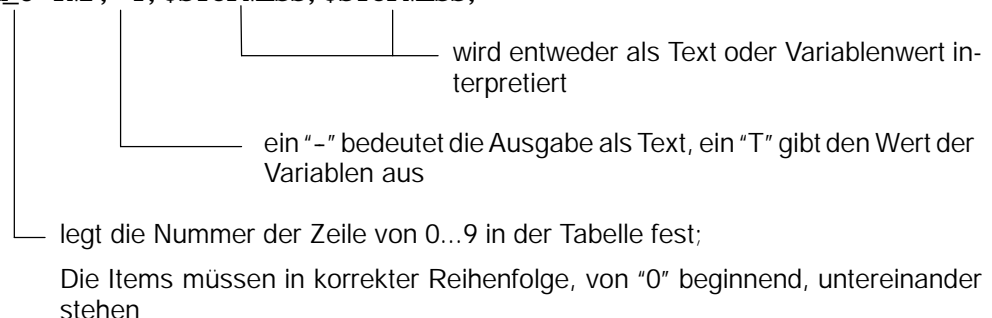 wird entweder als Text oder Variablenwert in-
terpretiert
ein "-" bedeutet die Ausgabe als Text, ein "T" gibt den Wert der
Variablen aus
legt die Nummer der Zeile von 0...9 in der Tabelle fest;
Die Items müssen in korrekter Reihenfolge, von "0" beginnend, untereinander
stehen